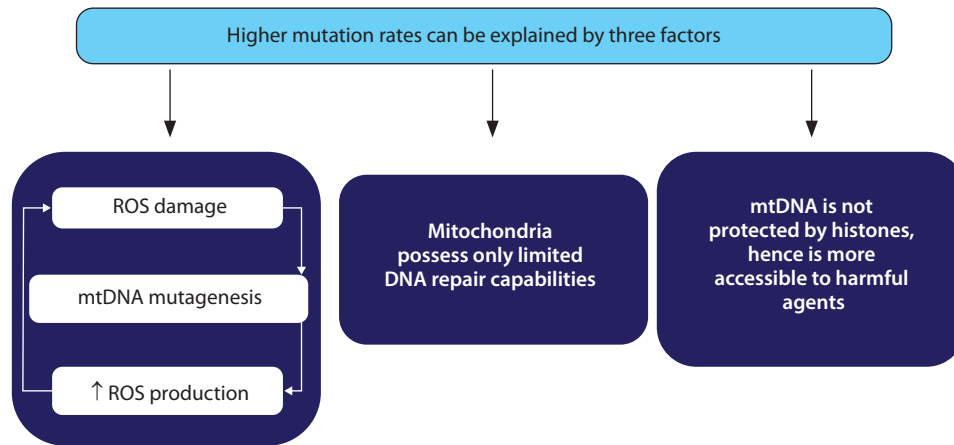 Higher mutation rates can be explained by three factors
ROS damage
mtDNA mutagenesis
↑ ROS production
Mitochondria
possess only limited
DNA repair capabilities
mtDNA is not
protected by histones,
hence is more
accessible to harmful
agents